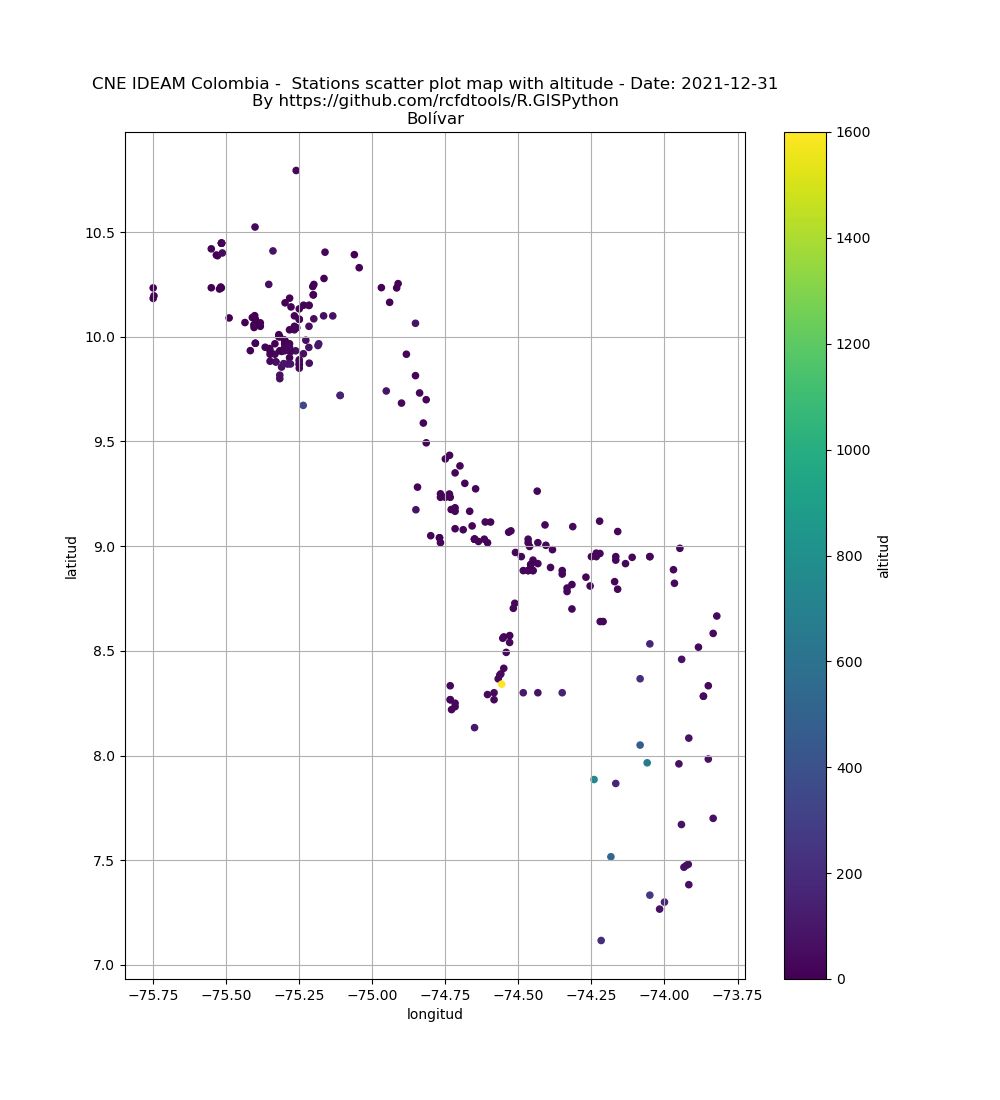 CNE IDEAM Colombia -  Stations scatter plot map with altitude - Date: 2021-12-31
By https://github.com/rcfdtools/R.GISPython
Bolívar
10.5
10.0
9.5
9.0
8.5
8.0
7.5
7.0
latitud
−75.75 −75.50 −75.25 −75.00 −74.75 −74.50 −74.25 −74.00 −73.75
longitud
1600
1400
1200
1000
800
600
400
200
0
altitud